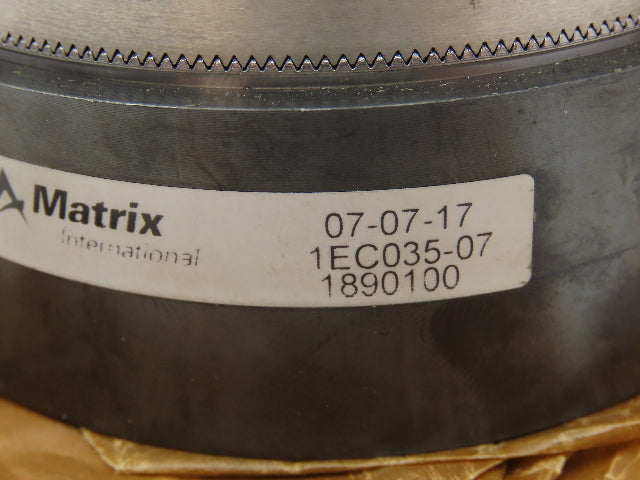 Matrix
International
07-07-17
1EC035-07
1890100